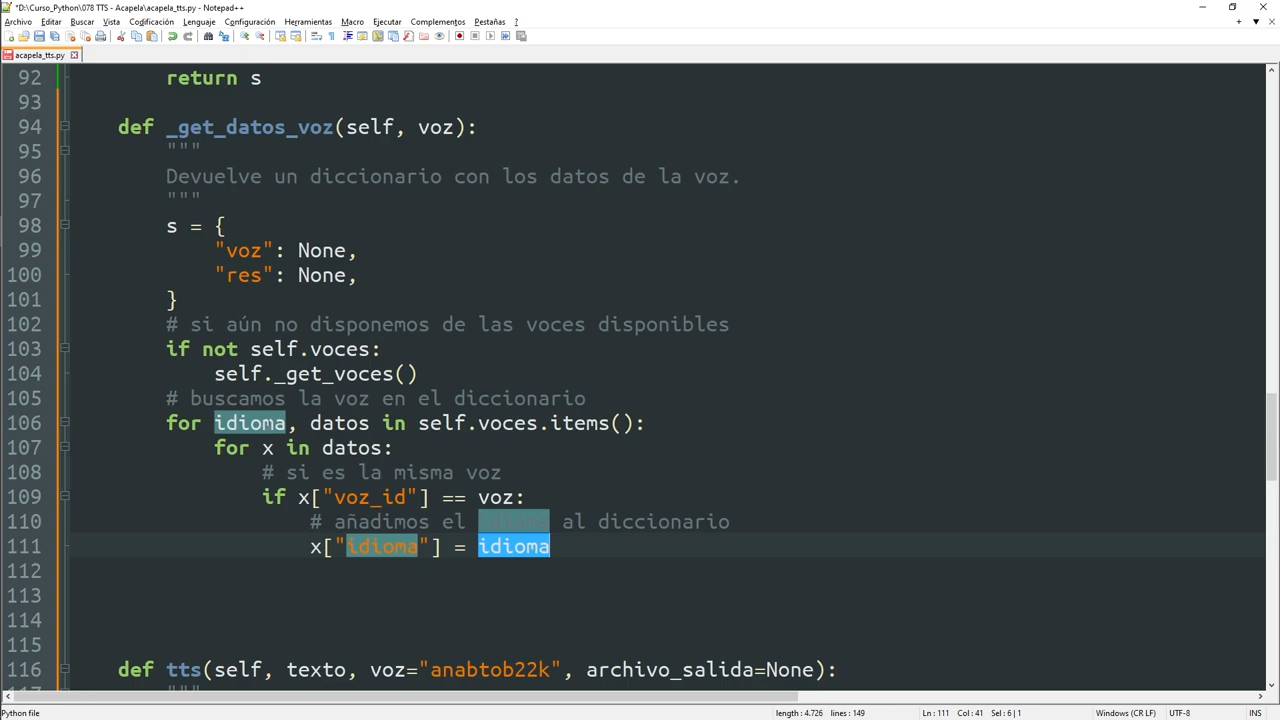 *D:\Curso_Python\078 TTS - Acapela\acapela_tts.py - Notepad++
Archivo Editar Buscar Vista Codificación Lenguaje Configuración Herramientas Macro Ejecutar Complementos Pestañas ?
acapela_tts.py
92 return s
93
94 def _get_datos_voz(self, voz):
95 """
96 Devuelve un diccionario con los datos de la voz.
97 """
98 s = {
99 "voz": None,
100 "res": None,
101 }
102 # si aún no disponemos de las voces disponibles
103 if not self.voces:
104 self._get_voces()
105 # buscamos la voz en el diccionario
106 for idioma, datos in self.voces.items():
107 for x in datos:
108 # si es la misma voz
109 if x["voz_id"] == voz:
110 # añadimos el idioma al diccionario
111 x["idioma"] = idioma
112
113
114
115
116 def tts(self, texto, voz="anabtob22k", archivo_salida=None):
117 """
Python file length : 4.726 lines : 149 Ln : 111 Col : 41 Sel : 6 | 1 Windows (CR LF) UTF-8 INS